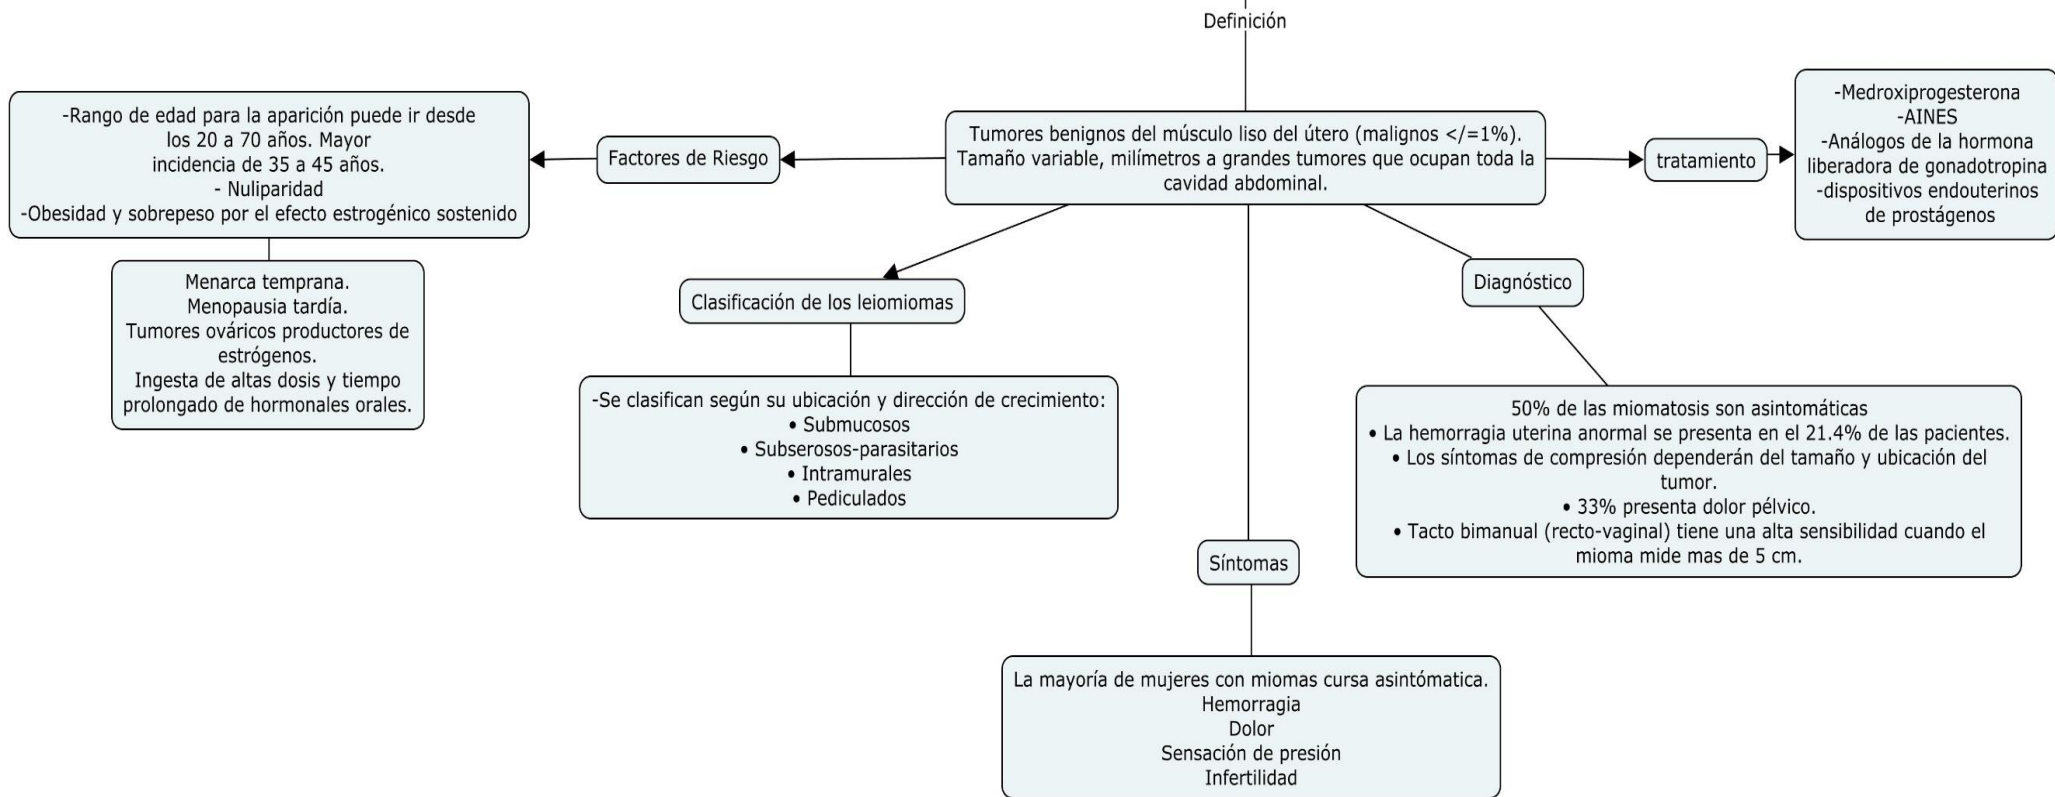 Definición
-Rango de edad para la aparición puede ir desde
los 20 a 70 años. Mayor
incidencia de 35 a 45 años.
- Nuliparidad
-Obesidad y sobrepeso por el efecto estrogénico sostenido
Factores de Riesgo
Tumores benignos del músculo liso del útero (malignos </=1%).
Tamaño variable, milímetros a grandes tumores que ocupan toda la
cavidad abdominal.
tratamiento
-Medroxiprogesterona
-AINES
-Análogos de la hormona
liberadora de gonadotropina
-dispositivos endouterinos
de prostágenos
Menarca temprana.
Menopausia tardía.
Tumores ováricos productores de
estrógenos.
Ingesta de altas dosis y tiempo
prolongado de hormonales orales.
Clasificación de los leiomiomas
-Se clasifican según su ubicación y dirección de crecimiento:
• Submucosos
• Subserosos-parasitarios
• Intramurales
• Pediculados
Diagnóstico
50% de las miomatosis son asintomáticas
• La hemorragia uterina anormal se presenta en el 21.4% de las pacientes.
• Los síntomas de compresión dependerán del tamaño y ubicación del
tumor.
• 33% presenta dolor pélvico.
• Tacto bimanual (recto-vaginal) tiene una alta sensibilidad cuando el
mioma mide mas de 5 cm.
Síntomas
La mayoría de mujeres con miomas cursa asintómatica.
Hemorragia
Dolor
Sensación de presión
Infertilidad